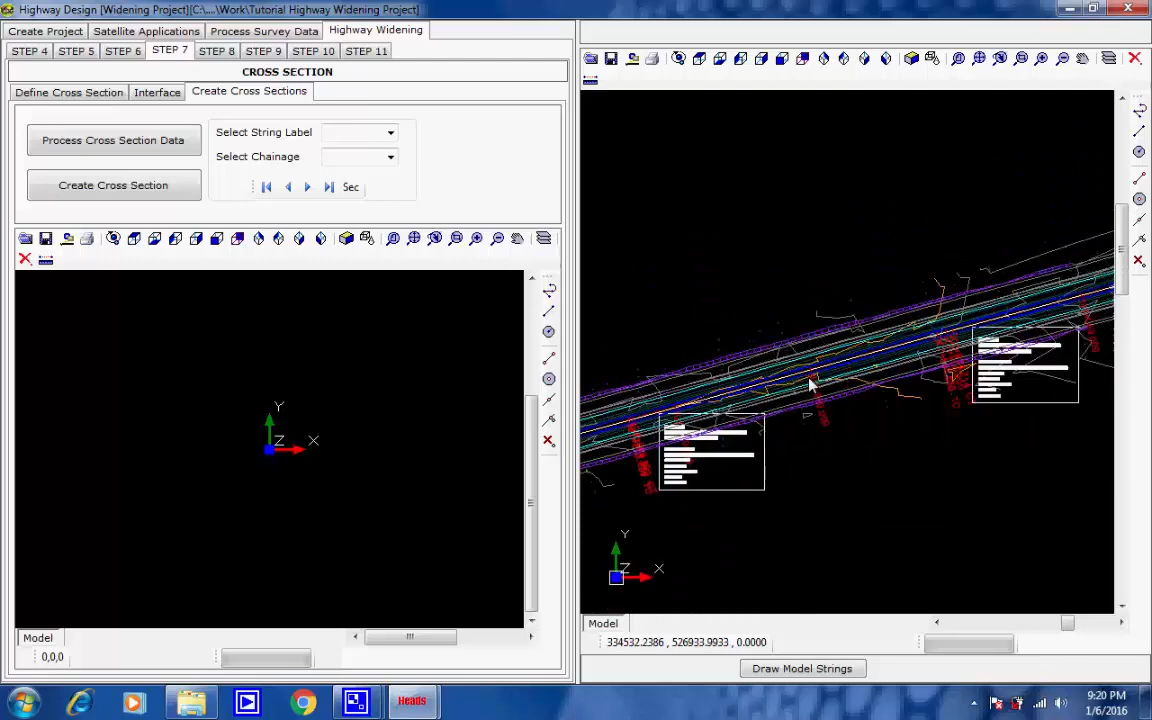 Highway Design [Widening Project][C:\....\Work\Tutorial Highway Widening Project]
Create Project Satellite Applications Process Survey Data Highway Widening
STEP 4 STEP 5 STEP 6 STEP 7 STEP 8 STEP 9 STEP 10 STEP 11
CROSS SECTION
Define Cross Section Interface Create Cross Sections
Process Cross Section Data
Create Cross Section
Select String Label
Select Chainage
Sec
Y
Z X
Model
0,0,0
Y
Z X
Model
334532.2386 , 526933.9933 , 0.0000
Draw Model Strings
Heads
9:20 PM
1/6/2016